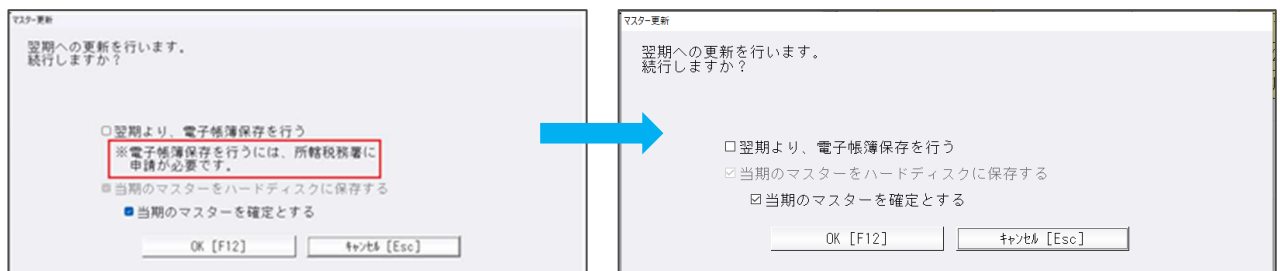 マスター更新
翌期への更新を行います。
続行しますか？
□翌期より、電子帳簿保存を行う
※電子帳簿保存を行うには、所轄税務署に
申請が必要です。
当期のマスターをハードディスクに保存する
当期のマスターを確定とする
OK [F12]
ｷｬﾝｾﾙ [Esc]
マスター更新
翌期への更新を行います。
続行しますか？
□翌期より、電子帳簿保存を行う
☑当期のマスターをハードディスクに保存する
☑当期のマスターを確定とする
OK [F12]
ｷｬﾝｾﾙ [Esc]